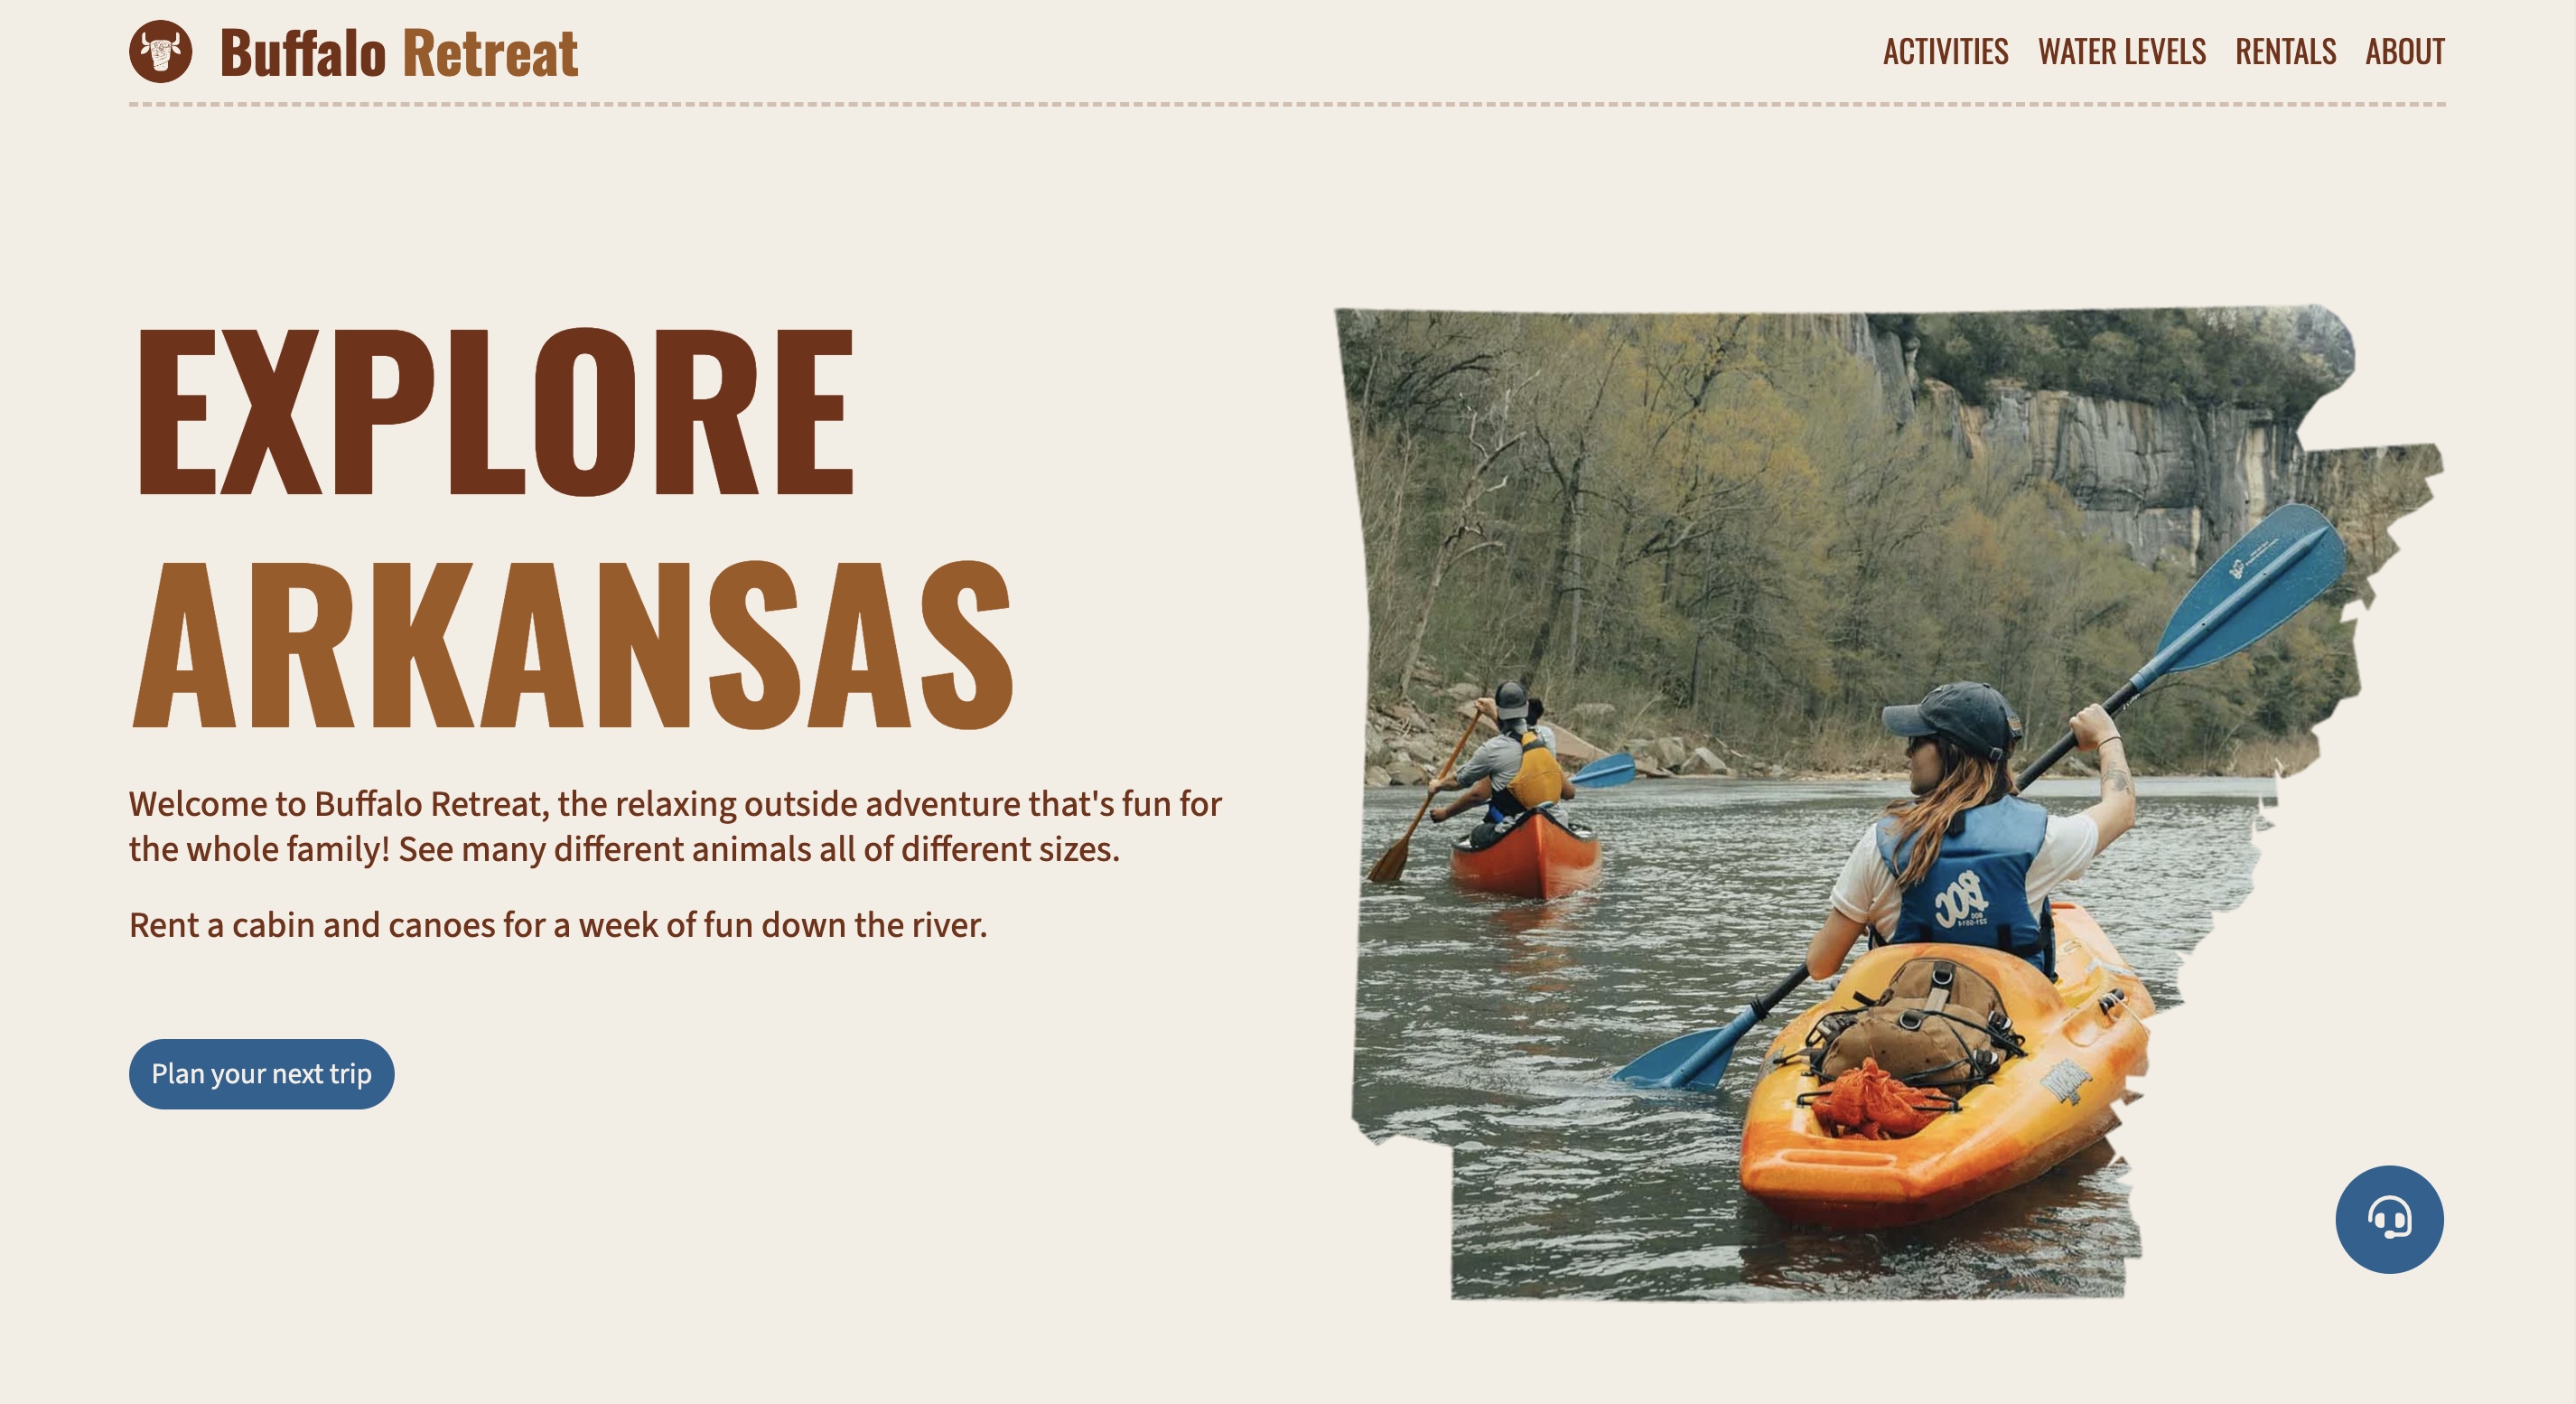 Buffalo Retreat
ACTIVITIES WATER LEVELS RENTALS ABOUT
EXPLORE
ARKANSAS
Welcome to Buffalo Retreat, the relaxing outside adventure that's fun for
the whole family! See many different animals all of different sizes.
Rent a cabin and canoes for a week of fun down the river.
Plan your next trip
BOC